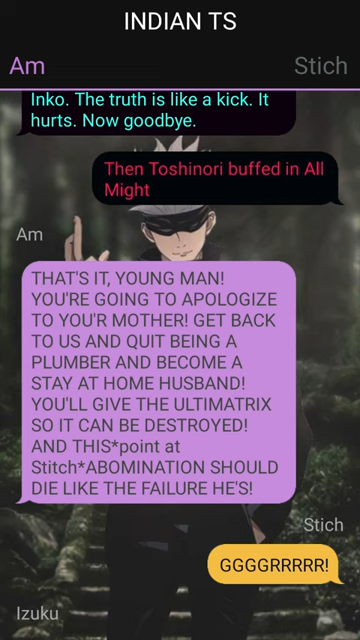 INDIAN TS
Am
Stich
Inko. The truth is like a kick. It
hurts. Now goodbye.
Then Toshinori buffed in All
Might
Am
THAT'S IT, YOUNG MAN!
YOU'RE GOING TO APOLOGIZE
TO YOU'R MOTHER! GET BACK
TO US AND QUIT BEING A
PLUMBER AND BECOME A
STAY AT HOME HUSBAND!
YOU'LL GIVE THE ULTIMATRIX
SO IT CAN BE DESTROYED!
AND THIS*point at
Stitch*ABOMINATION SHOULD
DIE LIKE THE FAILURE HE'S!
Stich
GGGGRRRRR!
Izuku